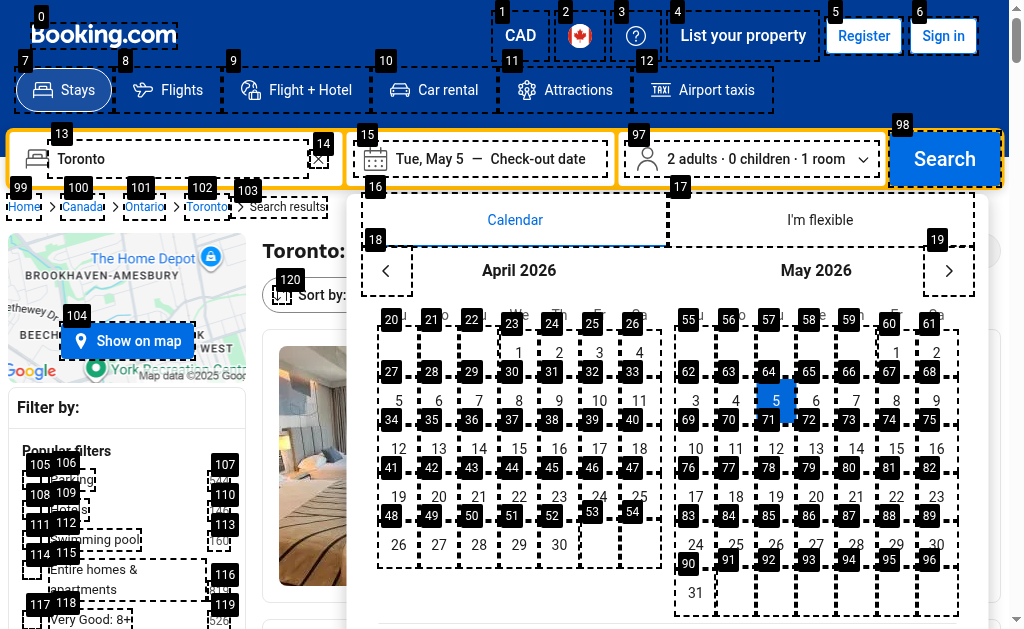 Booking.com
CAD
List your property
Register
Sign in
Stays
Flights
Flight + Hotel
Car rental
Attractions
Airport taxis
Toronto
Tue, May 5 — Check-out date
2 adults · 0 children · 1 room
Search
Home > Canada > Ontario > Toronto > Search results
Calendar
I'm flexible
April 2026
May 2026
1 2 3 4
5 6 7 8 9 10 11
12 13 14 15 16 17 18
19 20 21 22 23 24 25
26 27 28 29 30
1 2
3 4 5 6 7 8 9
10 11 12 13 14 15 16
17 18 19 20 21 22 23
24 25 26 27 28 29 30
31
Toronto:
Sort by:
The Home Depot
BROOKHAVEN-AMESBURY
WEST
Show on map
York Recreation
Map data ©2025
Filter by:
Popular filters
Parking
Hotels
Swimming pool
160
Entire homes &
apartments
Very Good: 8+
526
0
1
2
3
4
5
6
7
8
9
10
11
12
13
14
15
97
98
99
100
101
102
103
16
17
18
19
20 21 22 23 24 25 26
27 28 29 30 31 32 33
34 35 36 37 38 39 40
41 42 43 44 45 46 47
48 49 50 51 52 53 54
55 56 57 58 59 60 61
62 63 64 65 66 67 68
69 70 71 72 73 74 75
76 77 78 79 80 81 82
83 84 85 86 87 88 89
90 91 92 93 94 95 96
104
120
105 106 107
108 109 110
111 112 113
114 115 116
117 118 119